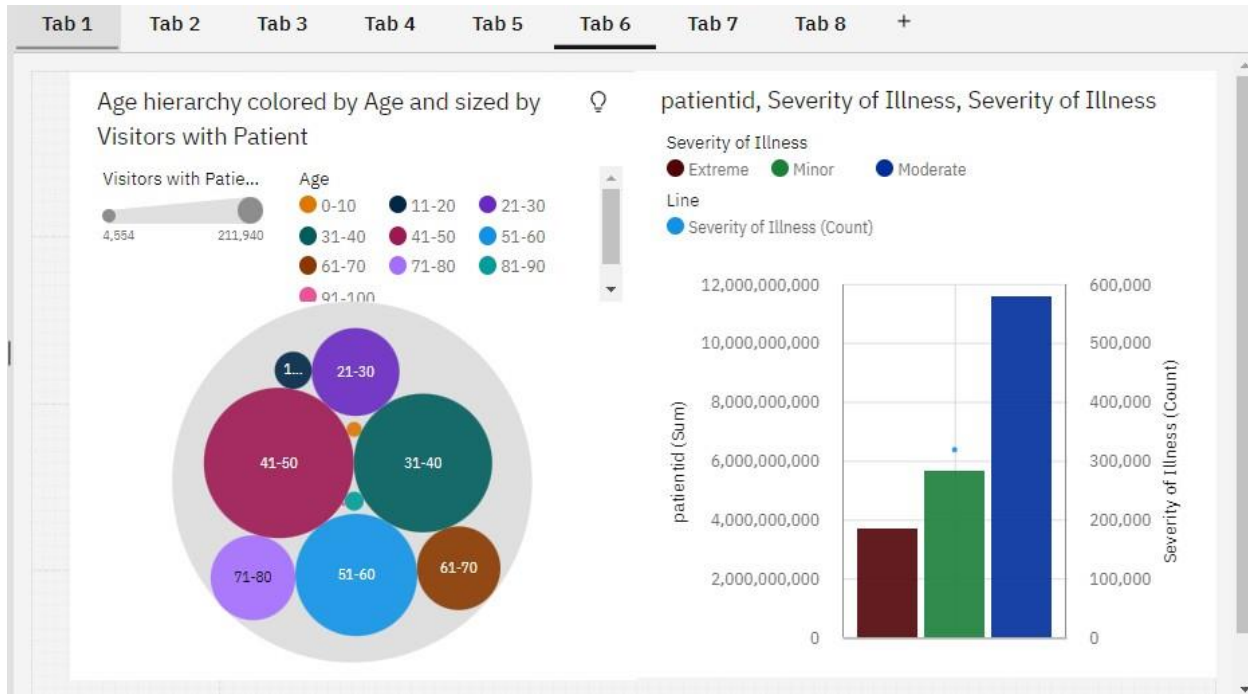 Tab 1 Tab 2 Tab 3 Tab 4 Tab 5 Tab 6 Tab 7 Tab 8 +
Age hierarchy colored by Age and sized by
Visitors with Patient
Visitors with Patie...
4,554 211,940
Age
0-10 11-20 21-30
31-40 41-50 51-60
61-70 71-80 81-90
91-100
1...
21-30
41-50
31-40
71-80
51-60
61-70
patientid, Severity of Illness, Severity of Illness
Severity of Illness
Extreme Minor Moderate
Line
Severity of Illness (Count)
patientid (Sum)
12,000,000,000
10,000,000,000
8,000,000,000
6,000,000,000
4,000,000,000
2,000,000,000
0
600,000
500,000
400,000
300,000
200,000
100,000
0
Severity of Illness (Count)